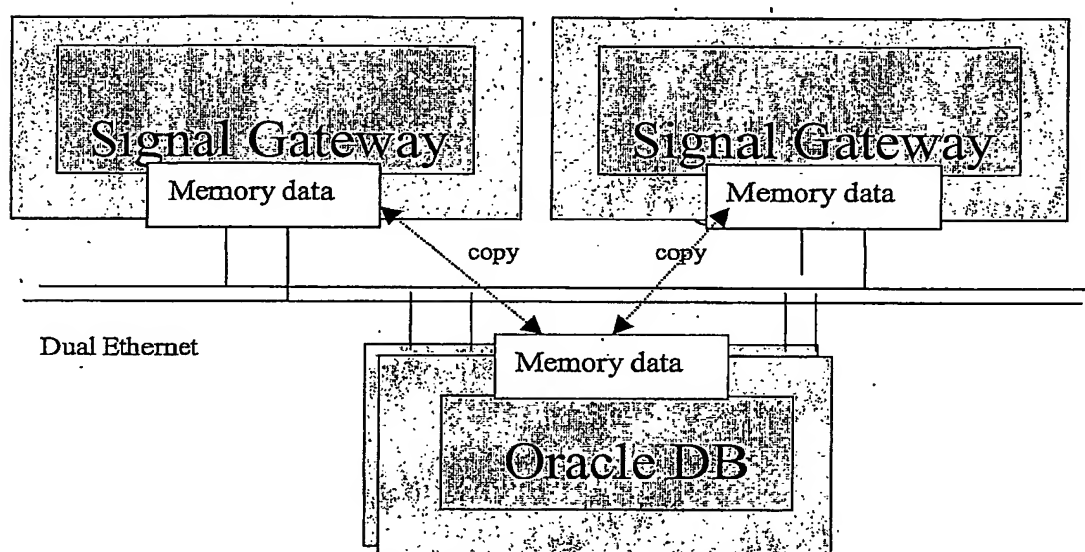 Signal Gateway
Signal Gateway
Memory data
Memory data
copy
copy
Dual Ethernet
Memory data
Oracle DB